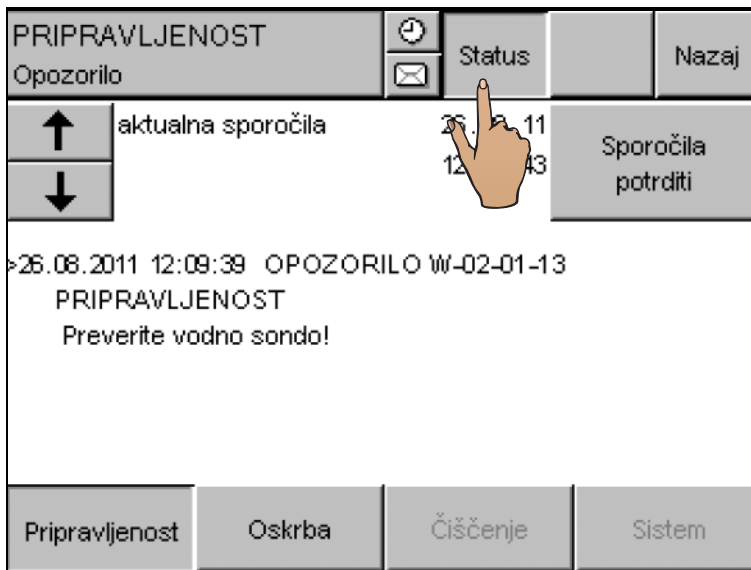 PRIPRAVLJENOST
Opozorilo
Status
Nazaj
aktualna sporočila
11
Sporočila
potrditi
>26.08.2011 12:09:39 OPOZORILO W-02-01-13
PRIPRAVLJENOST
Preverite vodno sondo!
Pripravljenost
Oskrba
Čiščenje
Sistem